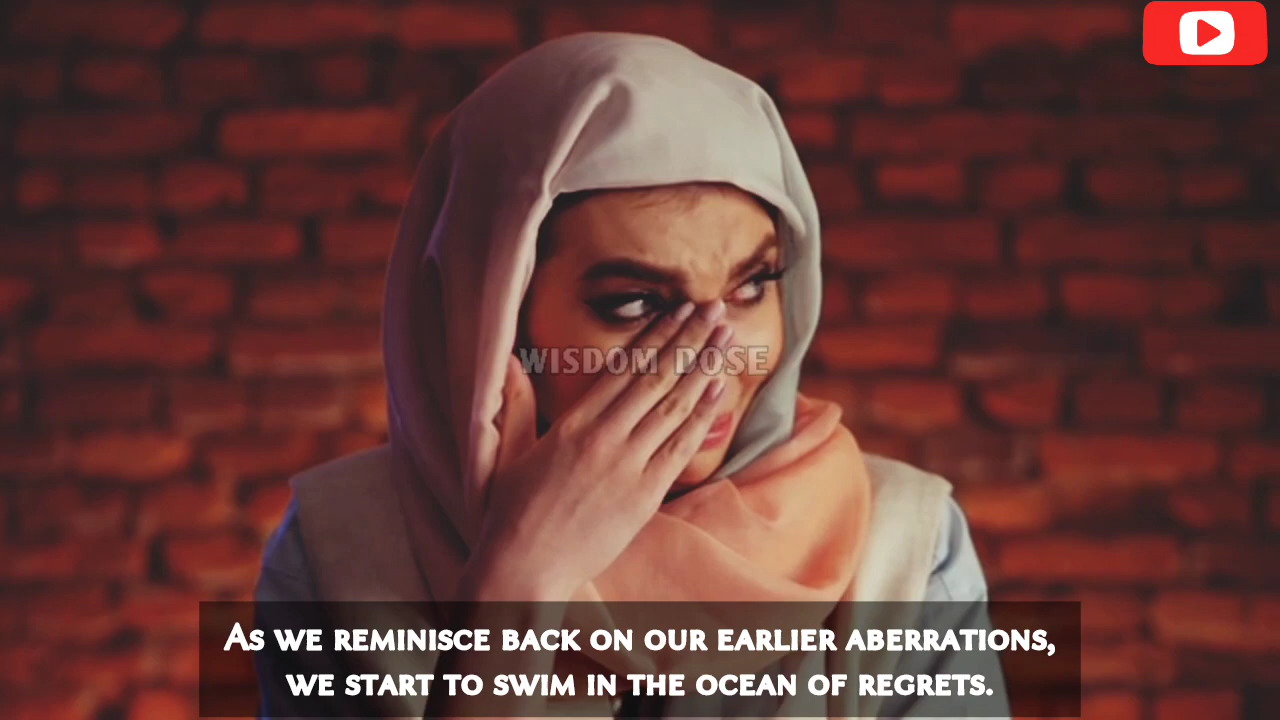 WISDOM DOSE
As we reminisce back on our earlier aberrations,
we start to swim in the ocean of regrets.